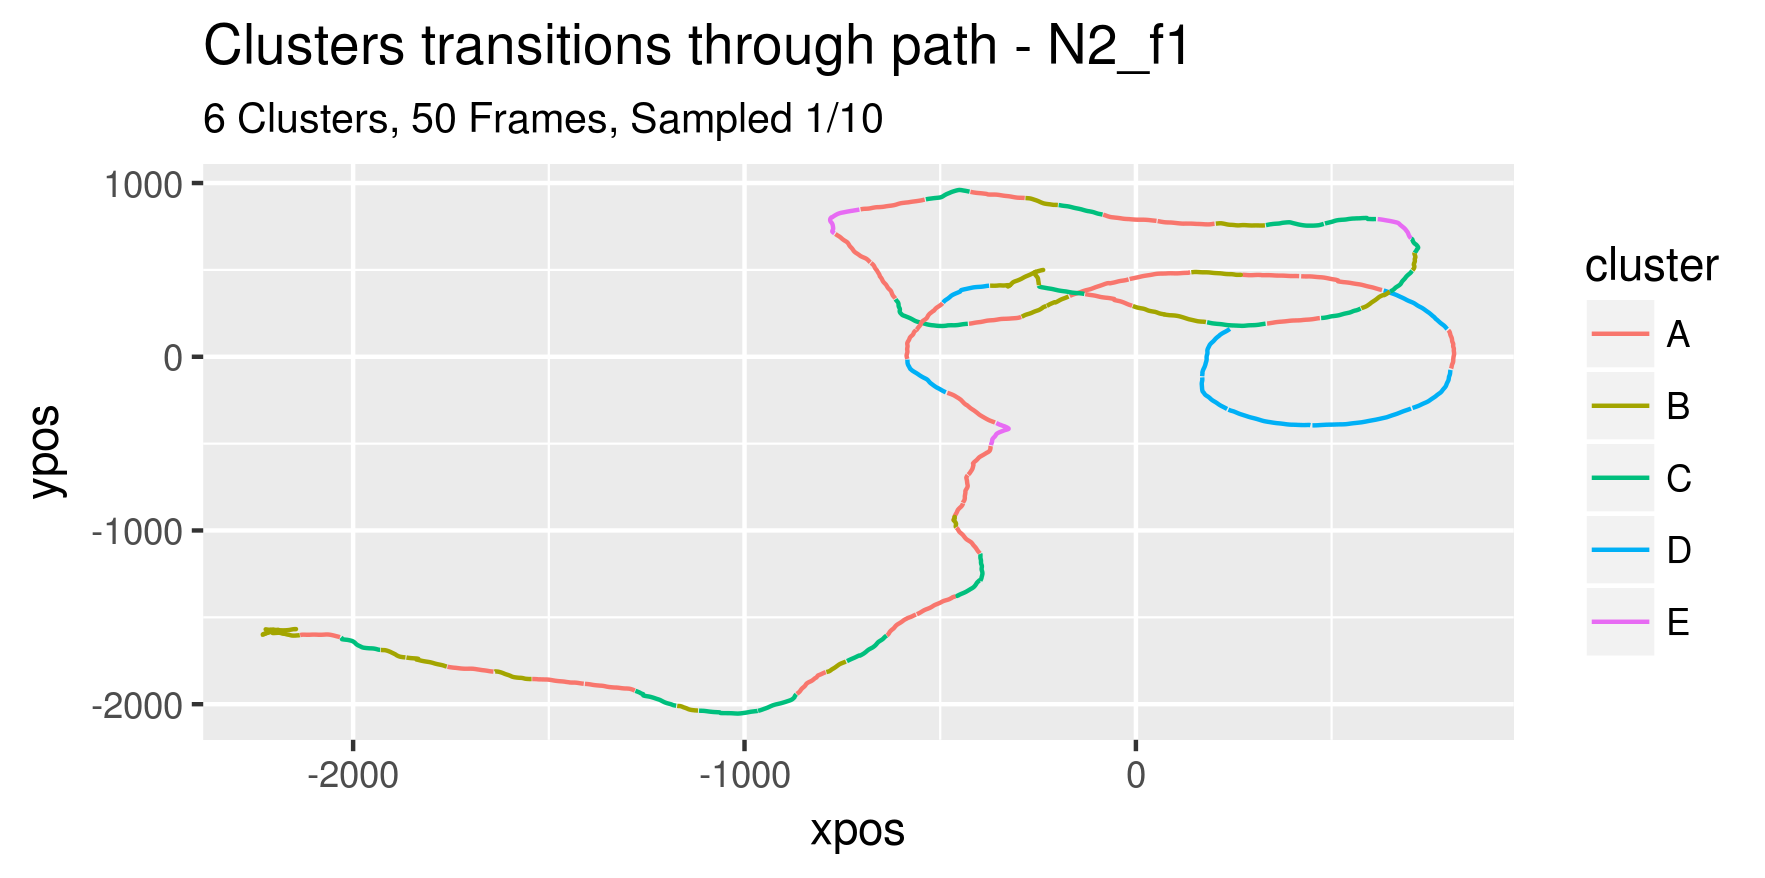 Clusters transitions through path - N2_f1
6 Clusters, 50 Frames, Sampled 1/10
1000
0
-1000
-2000
ypos
-2000 -1000 0
xpos
cluster
A
B
C
D
E